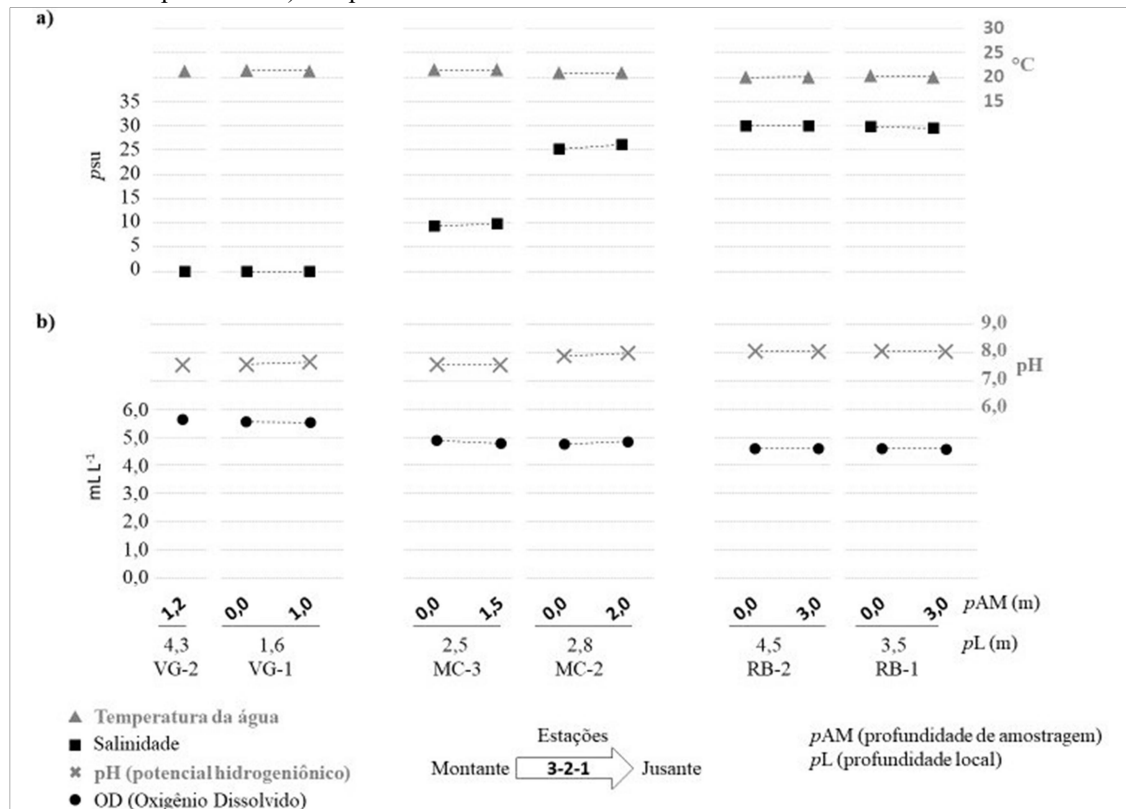 a)
30
25
°C
20
15
35
30
25
20
15
10
5
0
psu
b)
9,0
8,0
pH
7,0
6,0
6,0
5,0
4,0
3,0
2,0
1,0
0,0
mL L⁻¹
1,2 0,0 1,0 0,0 1,5 0,0 2,0 0,0 3,0 0,0 3,0 pAM (m)
4,3 1,6 2,5 2,8 4,5 3,5 pL (m)
VG-2 VG-1 MC-3 MC-2 RB-2 RB-1
Temperatura da água
Salinidade
pH (potencial hidrogeniônico)
OD (Oxigênio Dissolvido)
Estações
Montante 3-2-1 Jusante
pAM (profundidade de amostragem)
pL (profundidade local)